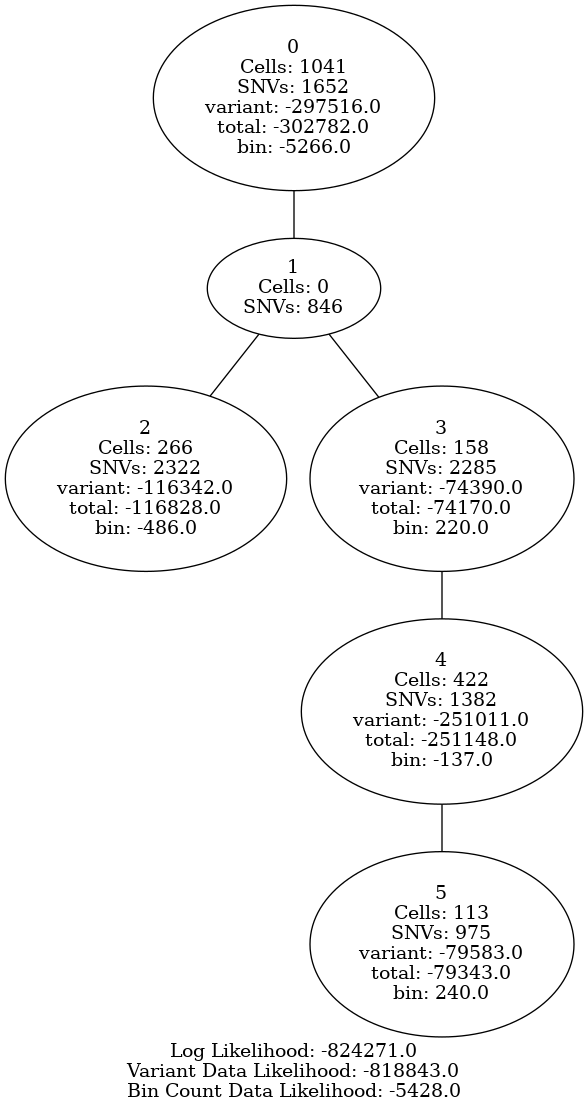 0
Cells: 1041
SNVs: 1652
variant: -297516.0
total: -302782.0
bin: -5266.0
1
Cells: 0
SNVs: 846
2
Cells: 266
SNVs: 2322
variant: -116342.0
total: -116828.0
bin: -486.0
3
Cells: 158
SNVs: 2285
variant: -74390.0
total: -74170.0
bin: 220.0
4
Cells: 422
SNVs: 1382
variant: -251011.0
total: -251148.0
bin: -137.0
5
Cells: 113
SNVs: 975
variant: -79583.0
total: -79343.0
bin: 240.0
Log Likelihood: -824271.0
Variant Data Likelihood: -818843.0
Bin Count Data Likelihood: -5428.0